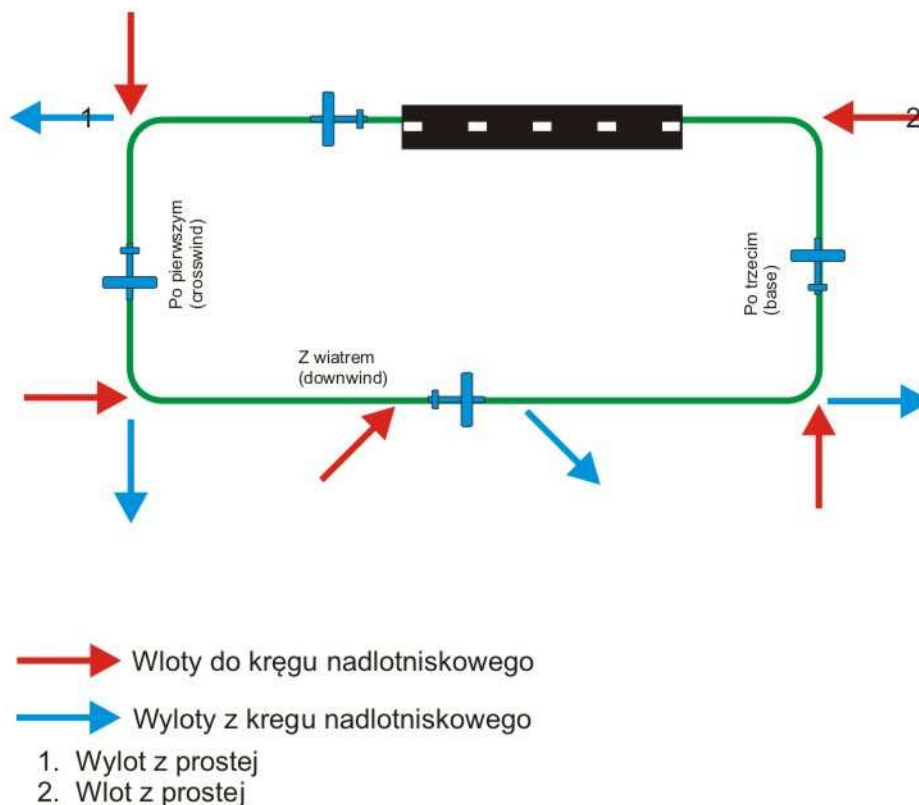 1
2
Po pierwszym
(crosswind)
Po trzecim
(base)
Z wiatrem
(downwind)
Wloty do kręgu nadlotniskowego
Wyloty z kregu nadlotniskowego
1. Wylot z prostej
2. Wlot z prostej